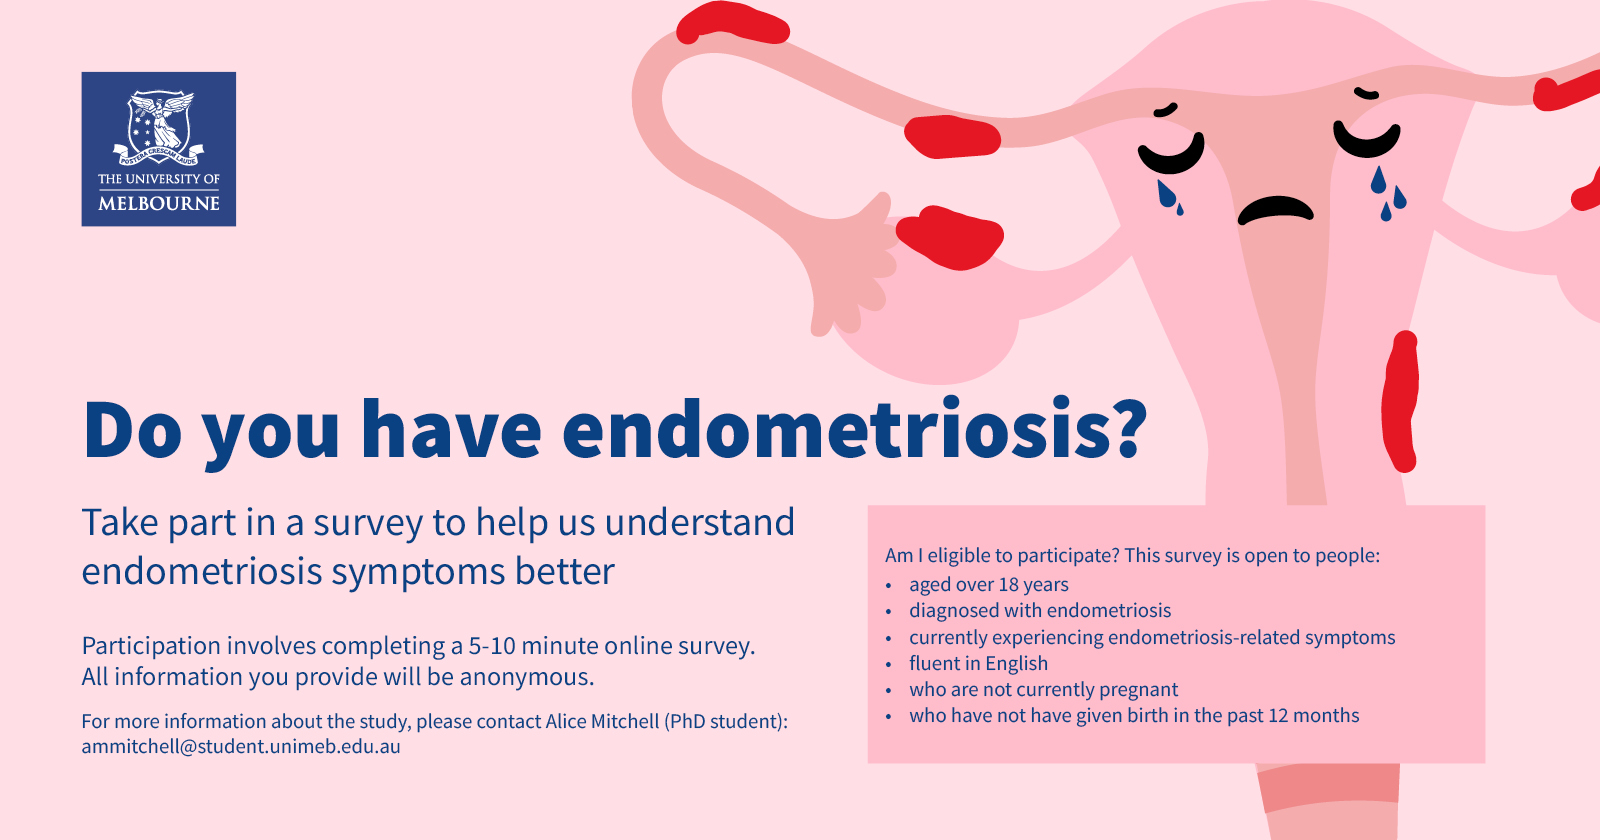 POSTERA CRESCAM LAUDE
THE UNIVERSITY OF
MELBOURNE
Do you have endometriosis?
Take part in a survey to help us understand
endometriosis symptoms better
Participation involves completing a 5-10 minute online survey.
All information you provide will be anonymous.
For more information about the study, please contact Alice Mitchell (PhD student):
ammitchell@student.unimeb.edu.au
Am I eligible to participate? This survey is open to people:
• aged over 18 years
• diagnosed with endometriosis
• currently experiencing endometriosis-related symptoms
• fluent in English
• who are not currently pregnant
• who have not have given birth in the past 12 months